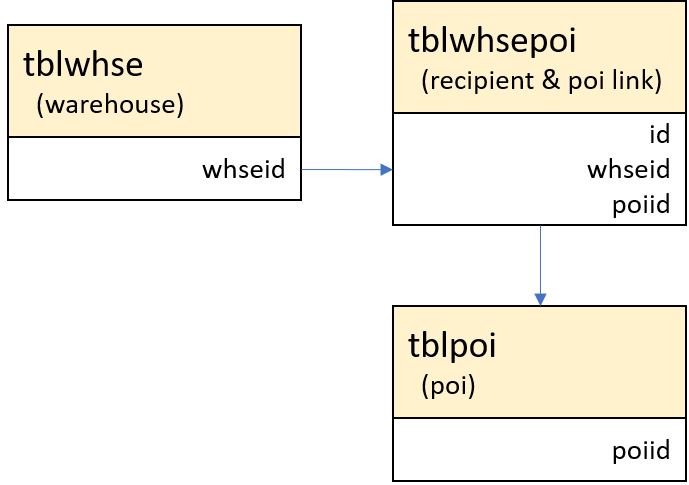 tblwhse
(warehouse)
whseid
tblwhsepoi
(recipient & poi link)
id
whseid
poiid
tblpoi
(poi)
poiid